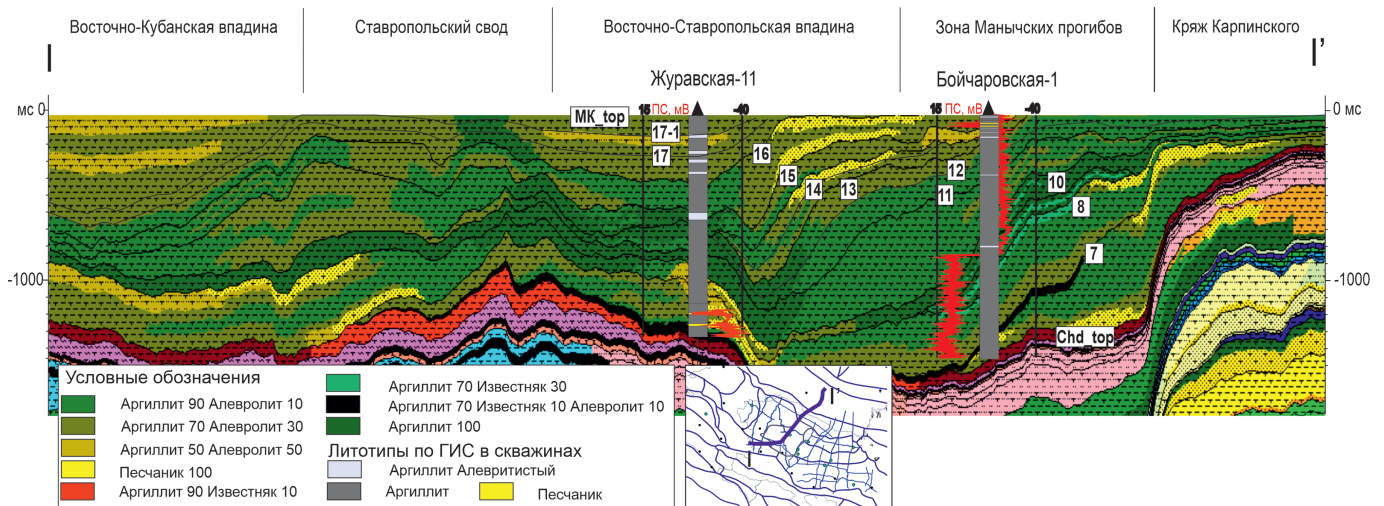 Восточно-Кубанская впадина
Ставропольский свод
Восточно-Ставропольская впадина
Зона Манычских прогибов
Кряж Карпинского
I
I’
Журавская-11
Бойчаровская-1
мс 0
0 мс
-1000
-1000
15 ПС, мВ -40
15 ПС, мВ -40
MK_top
17-1
17
16
15
14
13
12
11
10
8
7
Chd_top
Условные обозначения
Аргиллит 90 Алевролит 10
Аргиллит 70 Алевролит 30
Аргиллит 50 Алевролит 50
Песчаник 100
Аргиллит 90 Известняк 10
Аргиллит 70 Известняк 30
Аргиллит 70 Известняк 10 Алевролит 10
Аргиллит 100
Литотипы по ГИС в скважинах
Аргиллит Алевритистый
Аргиллит
Песчаник
I'
I